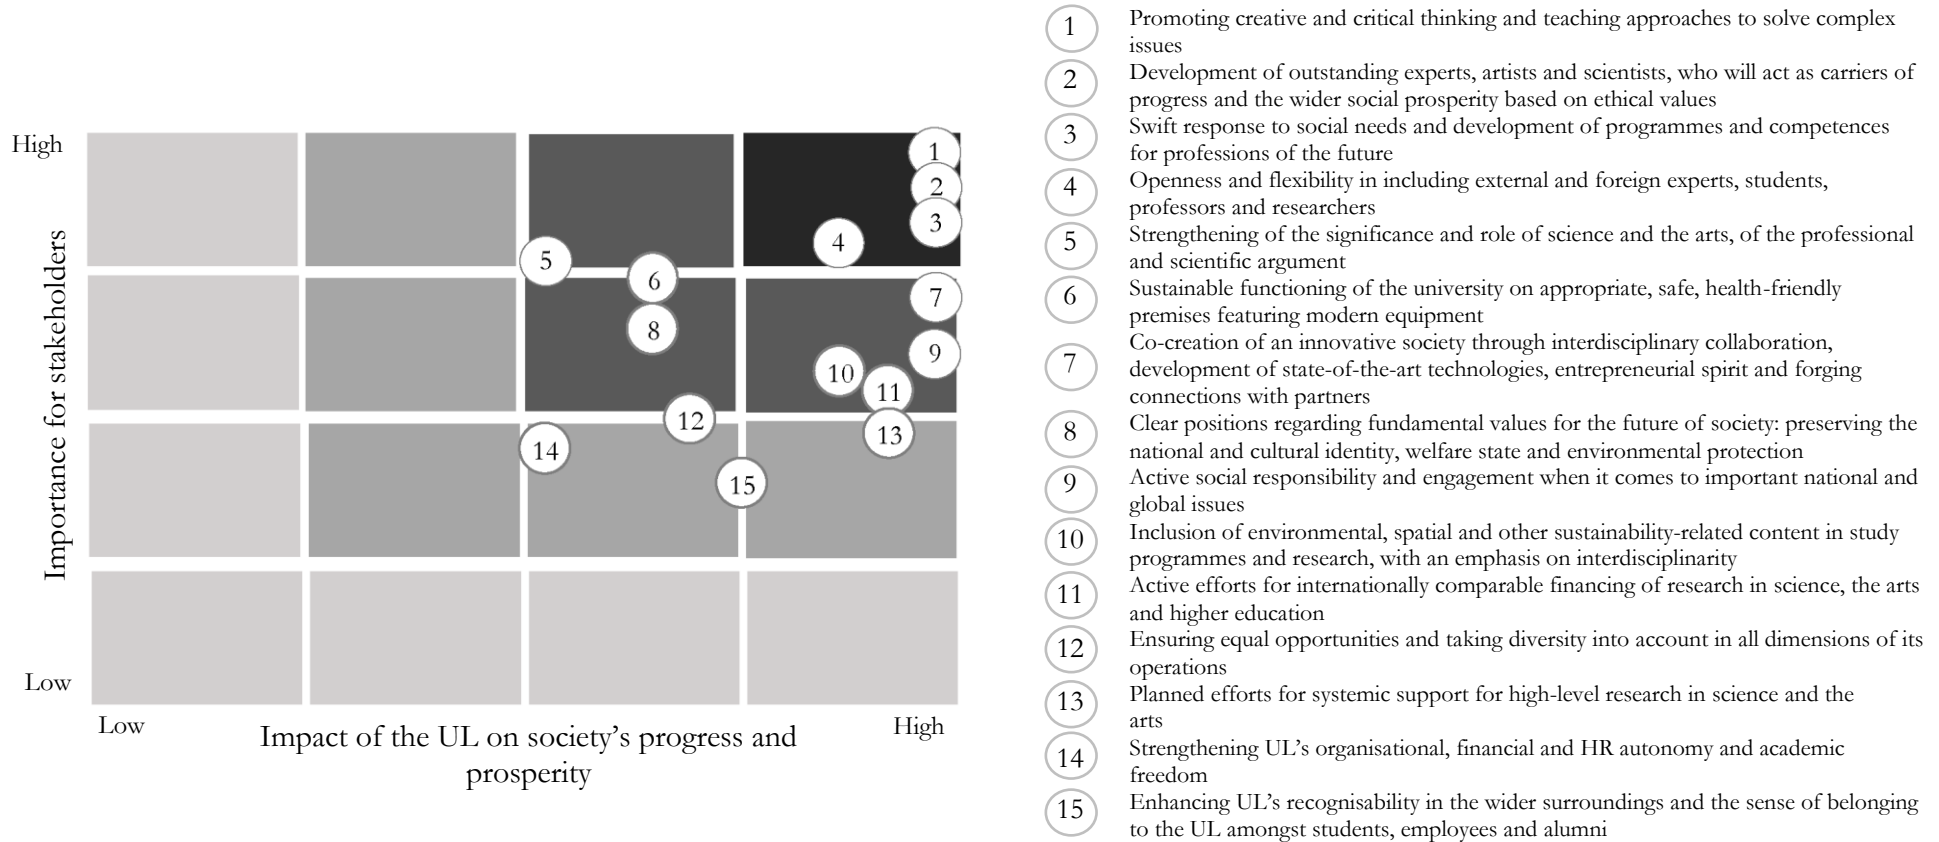 High
Importance for stakeholders
Low
1
2
3
4
5
6
7
8
9
10
11
12
13
14
15
Low
High
Impact of the UL on society’s progress and
prosperity
1
Promoting creative and critical thinking and teaching approaches to solve complex
issues
2
Development of outstanding experts, artists and scientists, who will act as carriers of
progress and the wider social prosperity based on ethical values
3
Swift response to social needs and development of programmes and competences
for professions of the future
4
Openness and flexibility in including external and foreign experts, students,
professors and researchers
5
Strengthening of the significance and role of science and the arts, of the professional
and scientific argument
6
Sustainable functioning of the university on appropriate, safe, health-friendly
premises featuring modern equipment
7
Co-creation of an innovative society through interdisciplinary collaboration,
development of state-of-the-art technologies, entrepreneurial spirit and forging
connections with partners
8
Clear positions regarding fundamental values for the future of society: preserving the
national and cultural identity, welfare state and environmental protection
9
Active social responsibility and engagement when it comes to important national and
global issues
10
Inclusion of environmental, spatial and other sustainability-related content in study
programmes and research, with an emphasis on interdisciplinarity
11
Active efforts for internationally comparable financing of research in science, the arts
and higher education
12
Ensuring equal opportunities and taking diversity into account in all dimensions of its
operations
13
Planned efforts for systemic support for high-level research in science and the
arts
14
Strengthening UL’s organisational, financial and HR autonomy and academic
freedom
15
Enhancing UL’s recognisability in the wider surroundings and the sense of belonging
to the UL amongst students, employees and alumni